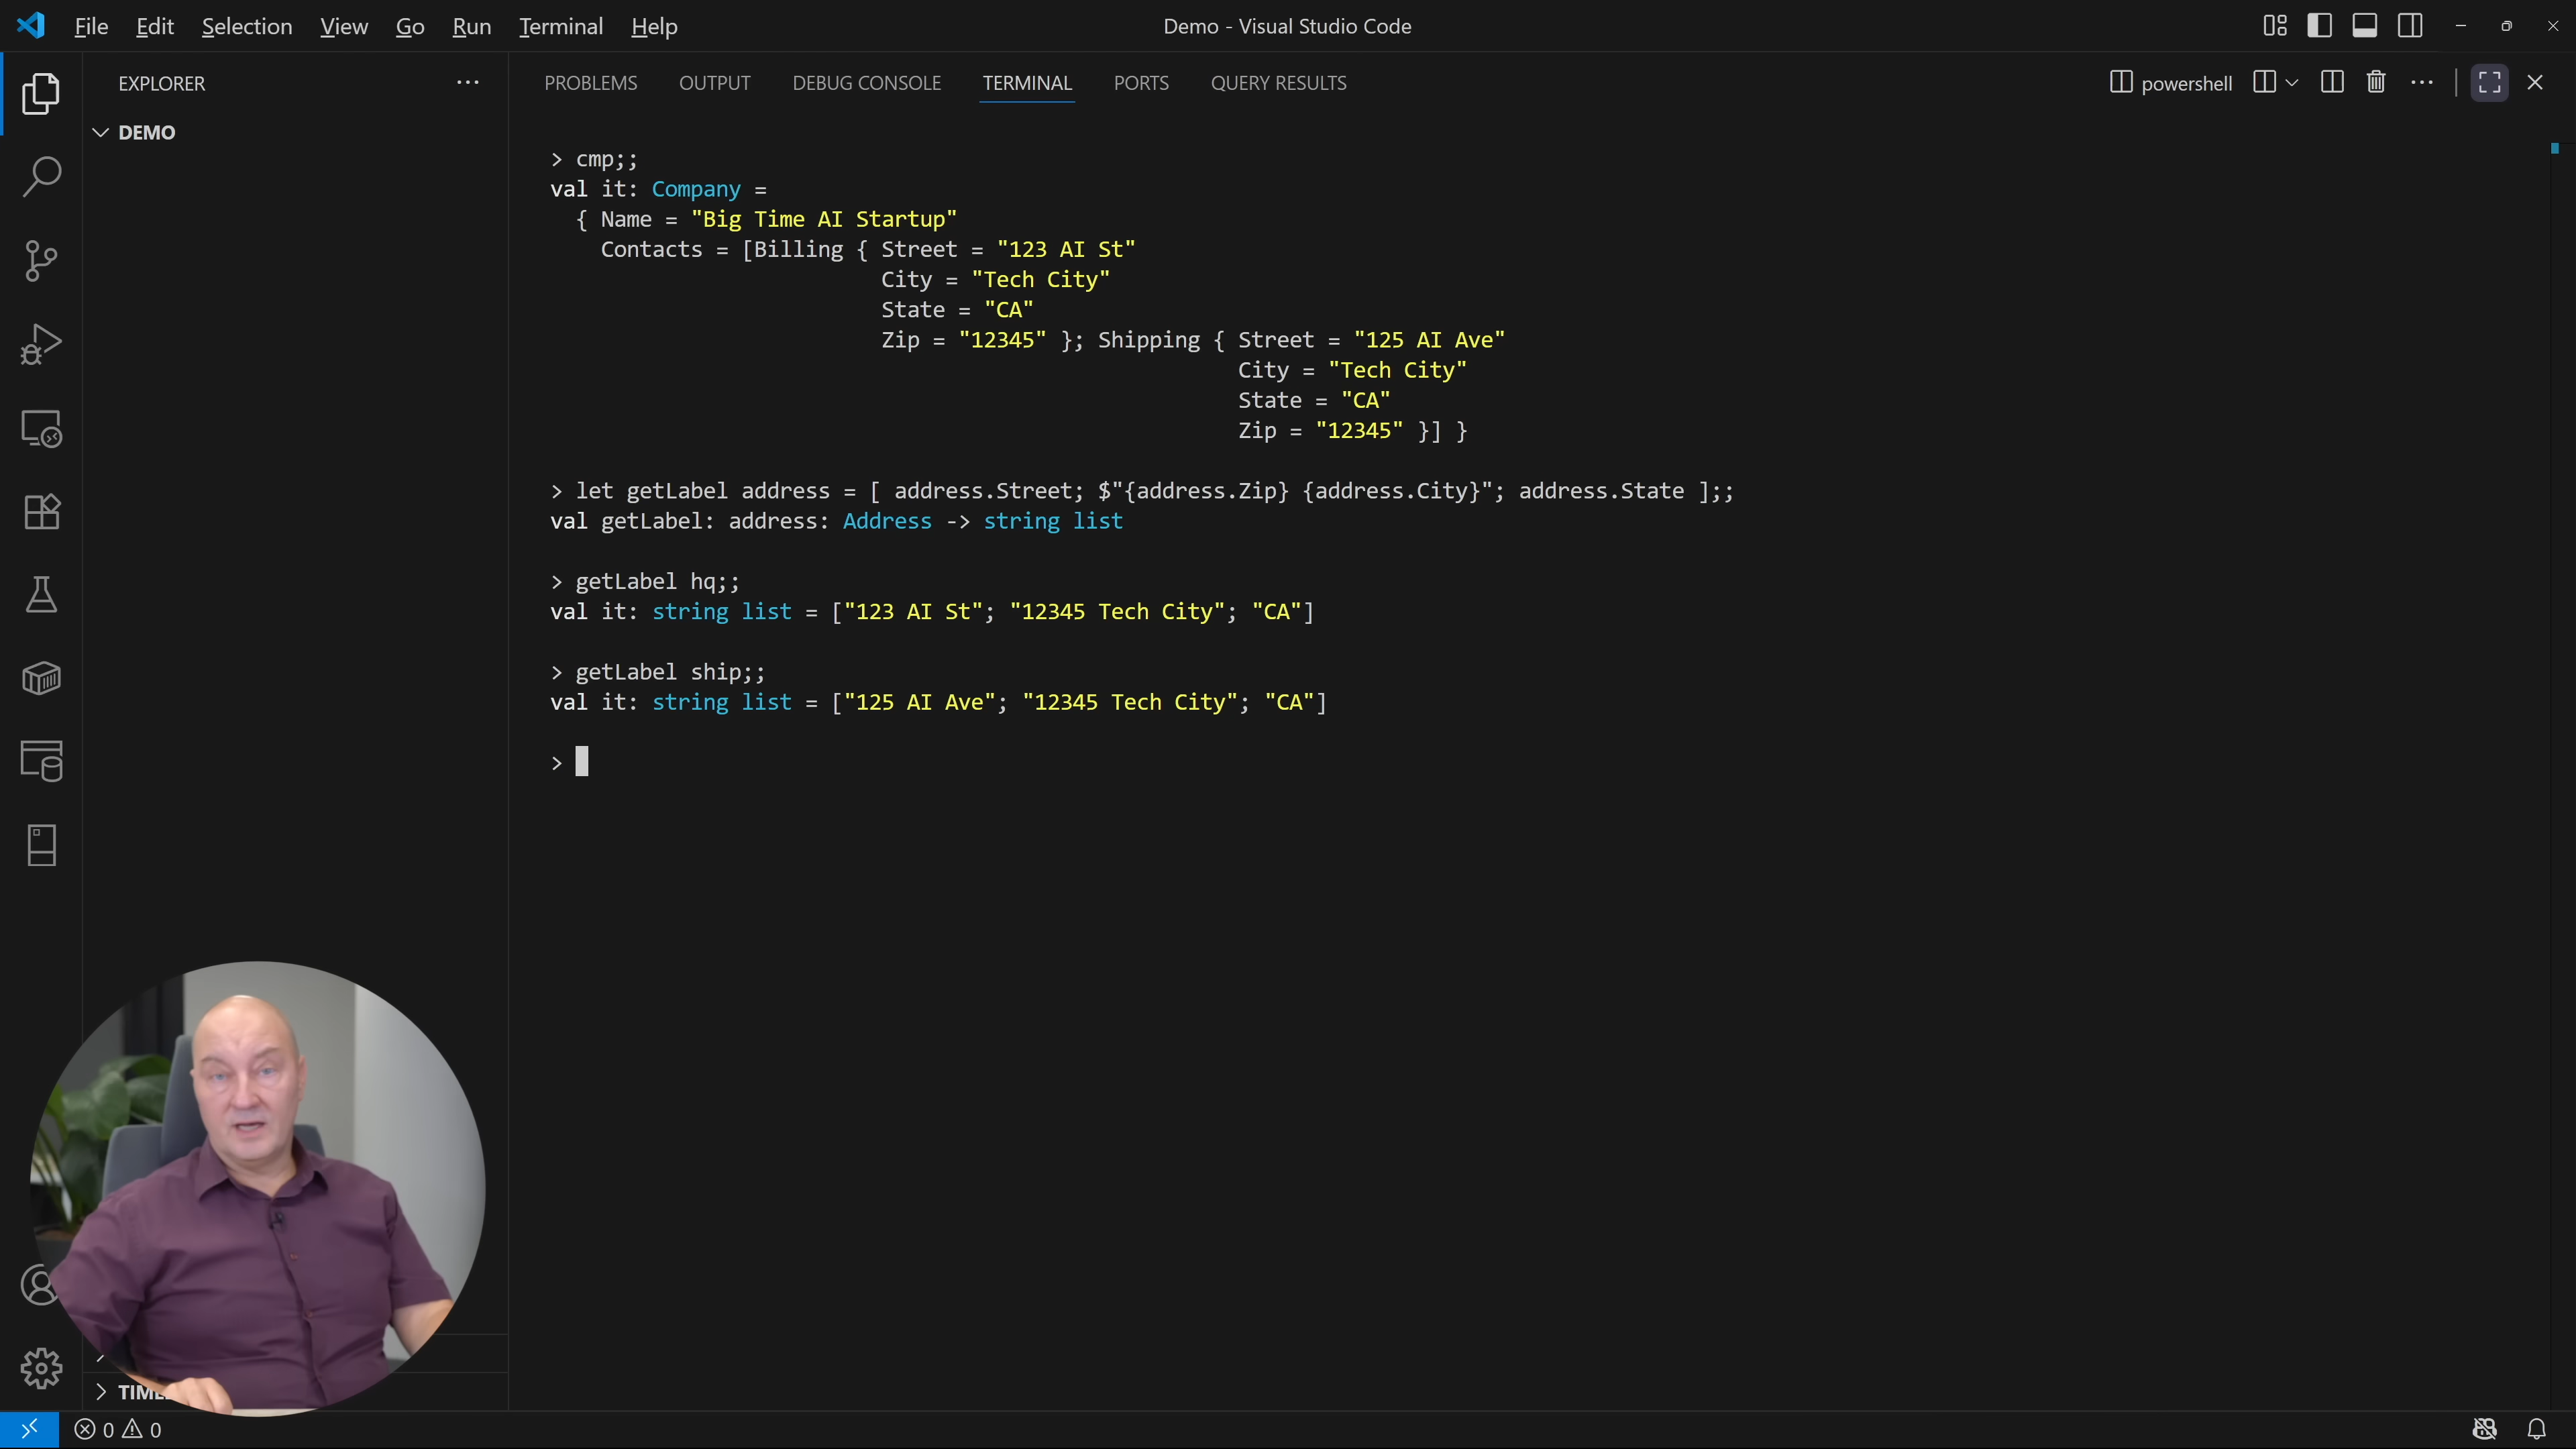 File Edit Selection View Go Run Terminal Help
Demo - Visual Studio Code
EXPLORER
DEMO
PROBLEMS OUTPUT DEBUG CONSOLE TERMINAL PORTS QUERY RESULTS
powershell
> cmp;;
val it: Company =
  { Name = "Big Time AI Startup"
    Contacts = [Billing { Street = "123 AI St"
                          City = "Tech City"
                          State = "CA"
                          Zip = "12345" }; Shipping { Street = "125 AI Ave"
                                                      City = "Tech City"
                                                      State = "CA"
                                                      Zip = "12345" }] }
> let getLabel address = [ address.Street; $"{address.Zip} {address.City}"; address.State ];;
val getLabel: address: Address -> string list
> getLabel hq;;
val it: string list = ["123 AI St"; "12345 Tech City"; "CA"]
> getLabel ship;;
val it: string list = ["125 AI Ave"; "12345 Tech City"; "CA"]
>
0 0